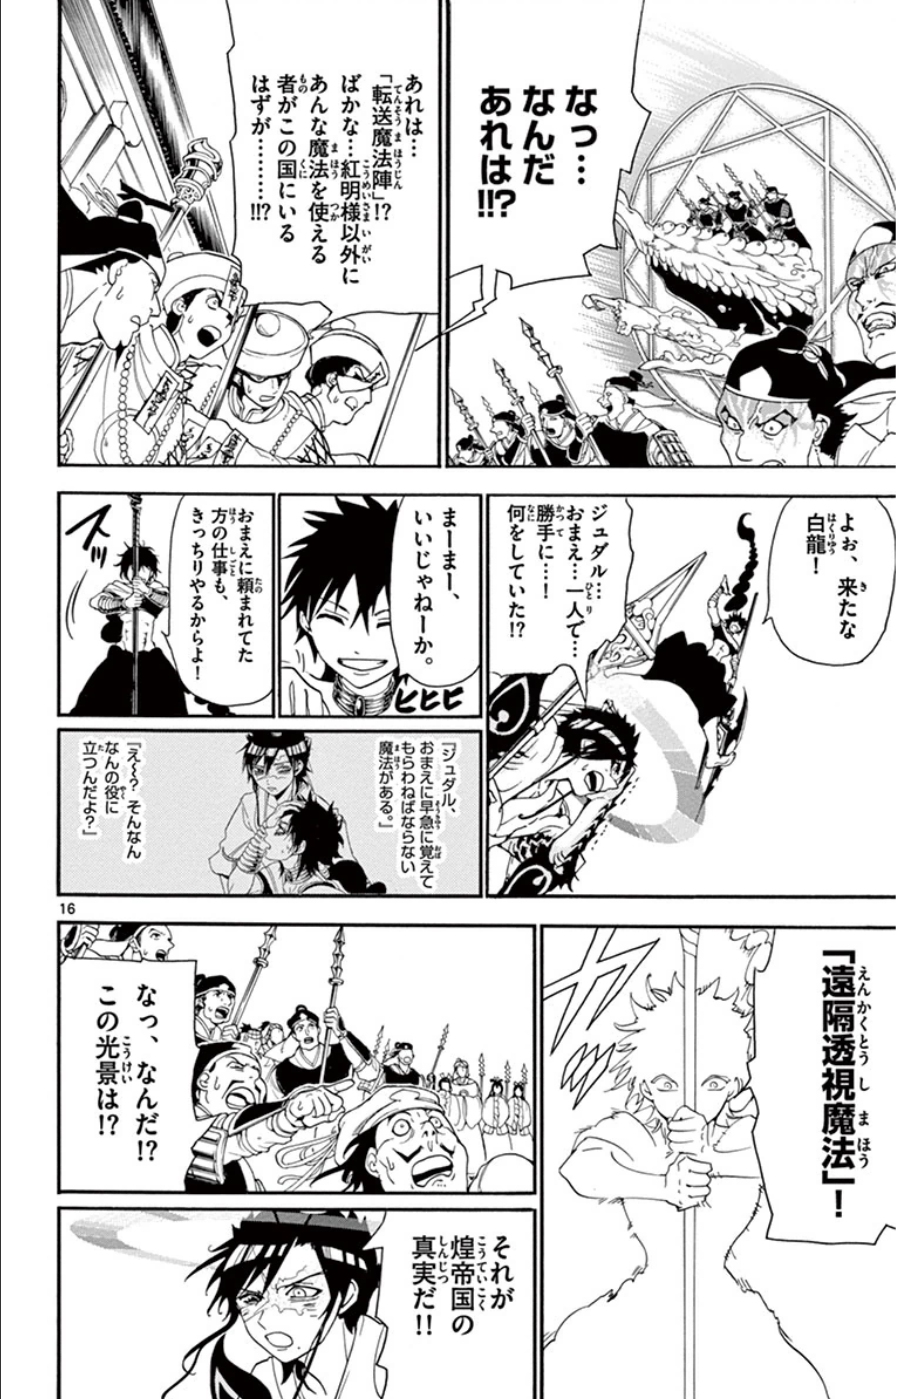 なっ…
なんだ
あれは!!?
あれは…
「転送魔法陣」!?
ばかな…紅明様以外に
あんな魔法を使える
者がこの国にいる
はずが………!!?
よぉ、来たな
白龍！
ジュダル…
おまえ…一人で…
勝手に…！
何をしていた!?
まーまー、
いいじゃねーか。
ヒヒヒ
おまえに頼まれてた
方の仕事も、
きっちりやるからよ！
スッ
『ジュダル、
おまえに早急に覚えて
もらわねばならない
魔法がある。』
『え～？そんなん
なんの役に
立つんだよ？』
16
「遠隔透視魔法」！
なっ、なんだ!?
この光景は!?
それが
煌帝国の
真実だ!!